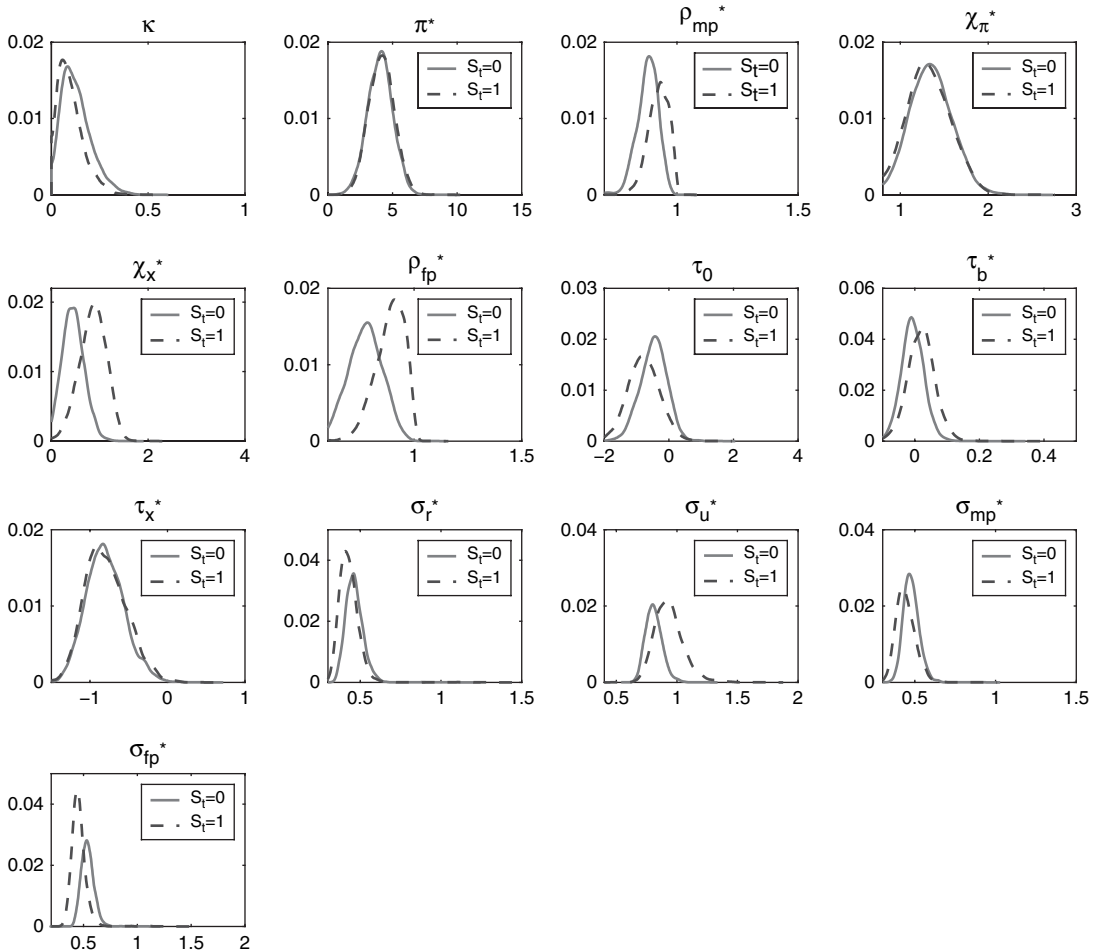 κ
0.02
0.01
0
0 0.5 1
π*
0.02
0.01
0
0 5 10 15
S_t=0
S_t=1
ρ_mp*
0.02
0.01
0
1 1.5
S_t=0
S_t=1
χ_π*
0.02
0.01
0
1 2 3
S_t=0
S_t=1
χ_x*
0.02
0.01
0
0 2 4
S_t=0
S_t=1
ρ_fp*
0.02
0.01
0
1 1.5
S_t=0
S_t=1
τ_0
0.03
0.02
0.01
0
−2 0 2 4
S_t=0
S_t=1
τ_b*
0.06
0.04
0.02
0
0 0.2 0.4
S_t=0
S_t=1
τ_x*
0.02
0.01
0
−1 0 1
S_t=0
S_t=1
σ_r*
0.04
0.02
0
0.5 1 1.5
S_t=0
S_t=1
σ_u*
0.04
0.02
0
0.5 1 1.5 2
S_t=0
S_t=1
σ_mp*
0.04
0.02
0
0.5 1 1.5
S_t=0
S_t=1
σ_fp*
0.04
0.02
0
0.5 1 1.5 2
S_t=0
S_t=1